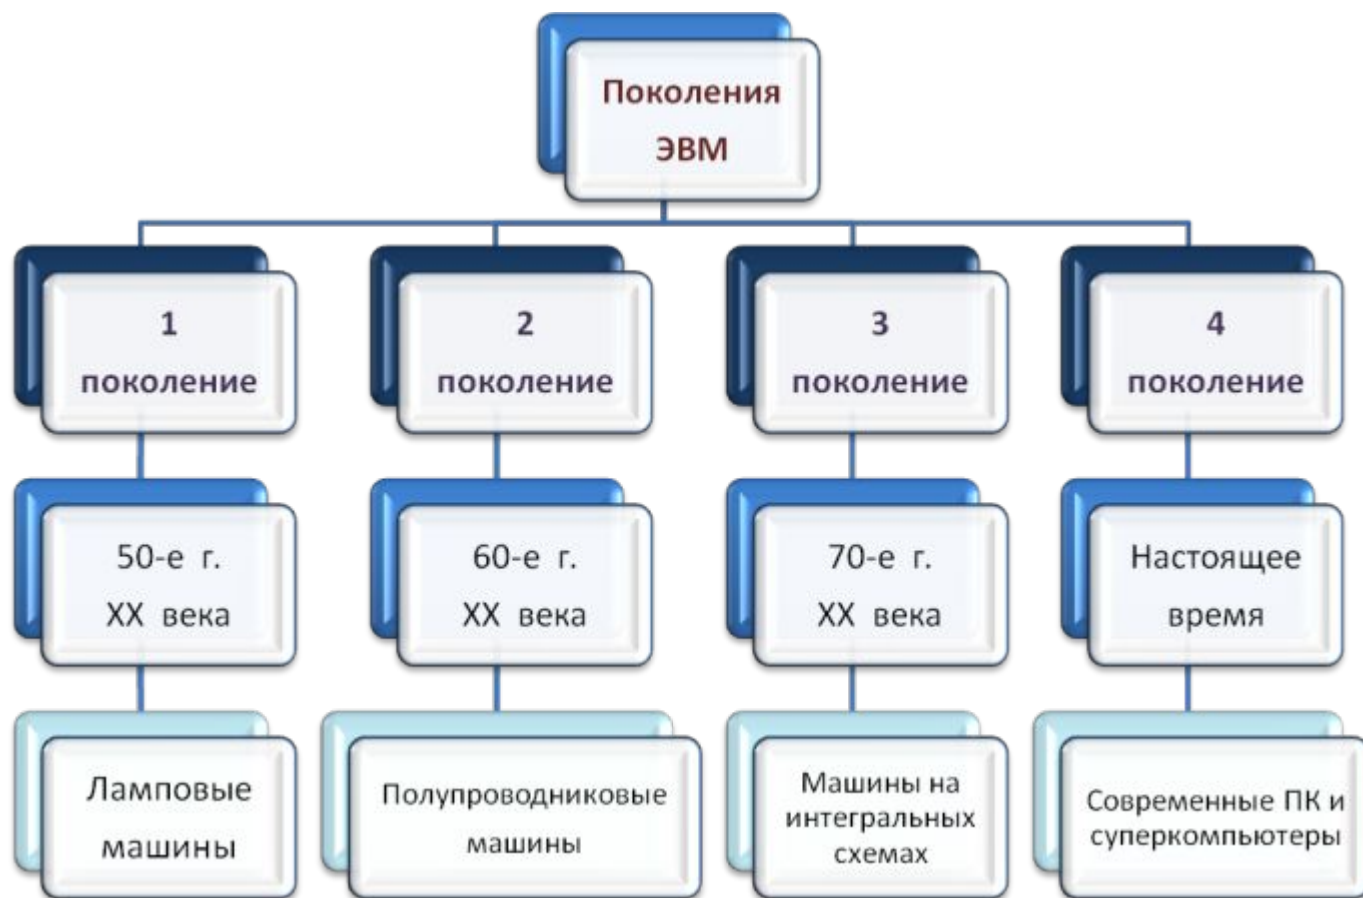 Поколения
ЭВМ
1
поколение
2
поколение
3
поколение
4
поколение
50-е г.
XX века
60-е г.
XX века
70-е г.
XX века
Настоящее
время
Ламповые
машины
Полупроводниковые
машины
Машины на
интегральных
схемах
Современные ПК и
суперкомпьютеры